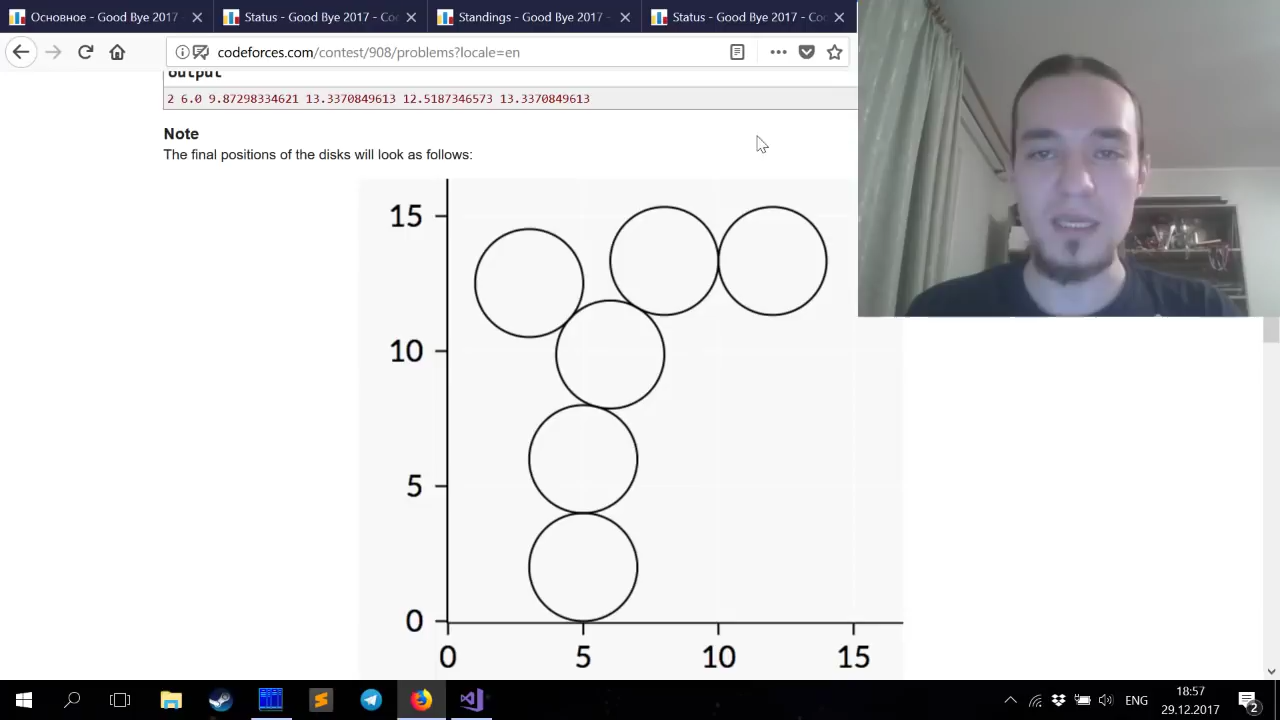 Основное - Good Bye 2017
Status - Good Bye 2017 - Co
Standings - Good Bye 2017 -
Status - Good Bye 2017 - Co
codeforces.com/contest/908/problems?locale=en
output
2 6.0 9.87298334621 13.3370849613 12.5187346573 13.3370849613
Note
The final positions of the disks will look as follows:
15
10
5
0
0 5 10 15
ENG
18:57
29.12.2017
2